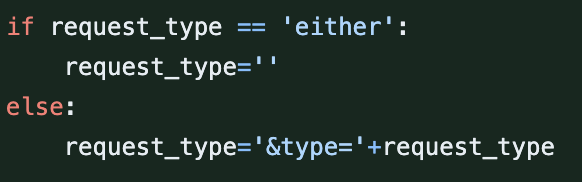 if request_type == 'either':
    request_type=''
else:
    request_type='&type='+request_type